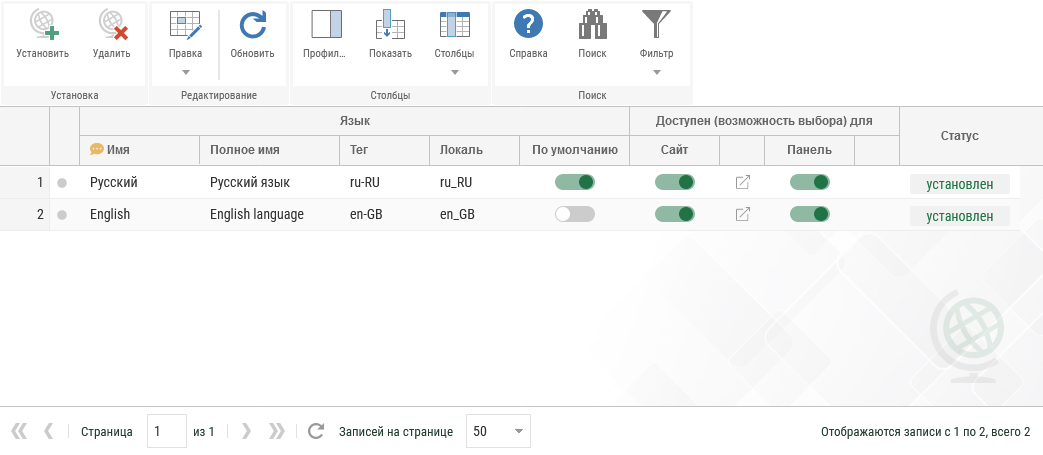 Установить Удалить Правка Обновить Профил... Показать Столбцы Справка Поиск Фильтр
Установка Редактирование Столбцы Поиск
Язык Доступен (возможность выбора) для Статус
Имя Полное имя Тег Локаль По умолчанию Сайт Панель
1 Русский Русский язык ru-RU ru_RU установлен
2 English English language en-GB en_GB установлен
Страница 1 из 1 Записей на странице 50 Отображаются записи с 1 по 2, всего 2